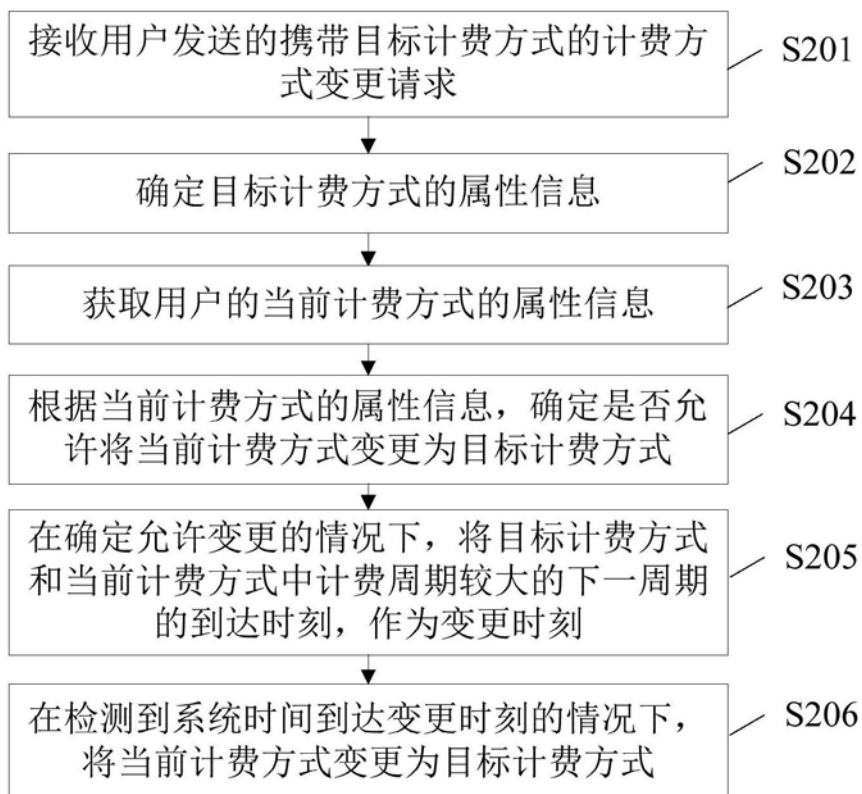 接收用户发送的携带目标计费方式的计费方
式变更请求
S201
确定目标计费方式的属性信息
S202
获取用户的当前计费方式的属性信息
S203
根据当前计费方式的属性信息，确定是否允
许将当前计费方式变更为目标计费方式
S204
在确定允许变更的情况下，将目标计费方式
和当前计费方式中计费周期较大的下一周期
的到达时刻，作为变更时刻
S205
在检测到系统时间到达变更时刻的情况下，
将当前计费方式变更为目标计费方式
S206